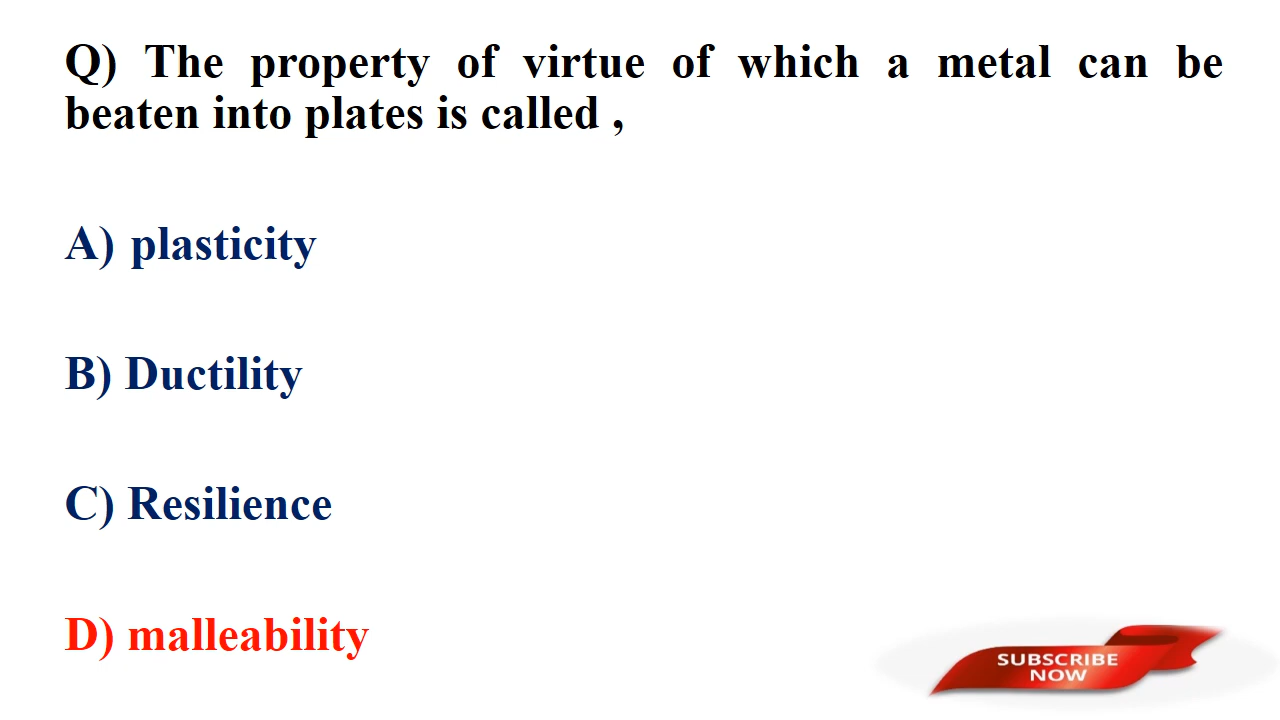 Q) The property of virtue of which a metal can be
beaten into plates is called ,
A) plasticity
B) Ductility
C) Resilience
D) malleability
SUBSCRIBE
NOW